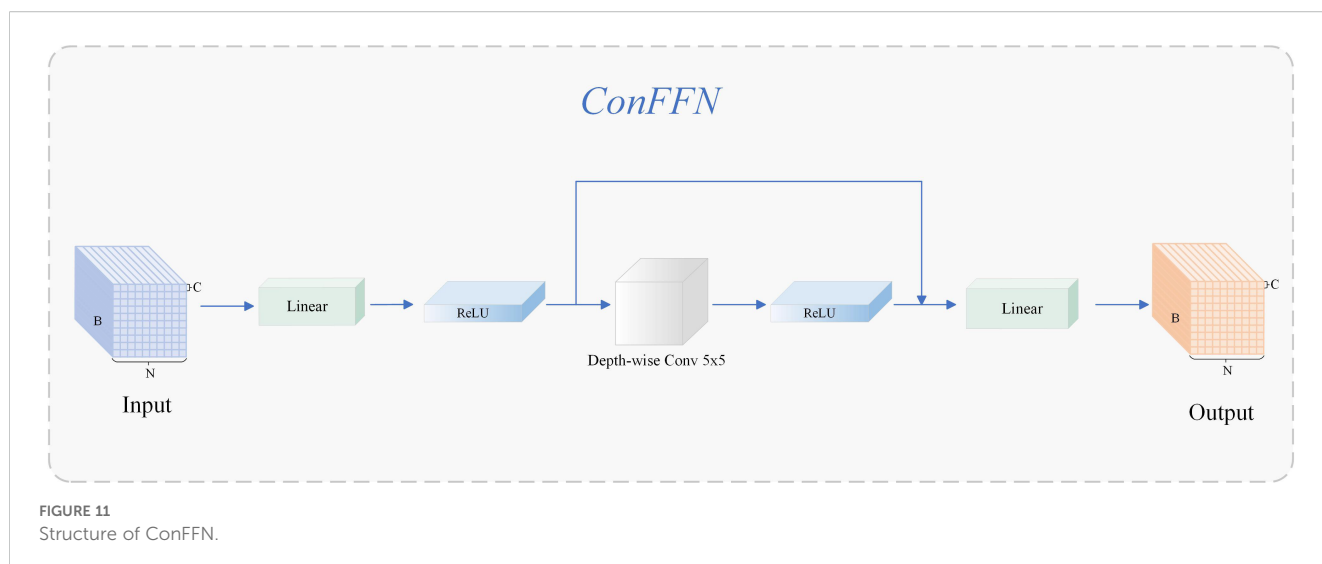 ConFFN
C
B
N
Input
Linear
ReLU
Depth-wise Conv 5x5
ReLU
Linear
C
B
N
Output
FIGURE 11
Structure of ConFFN.